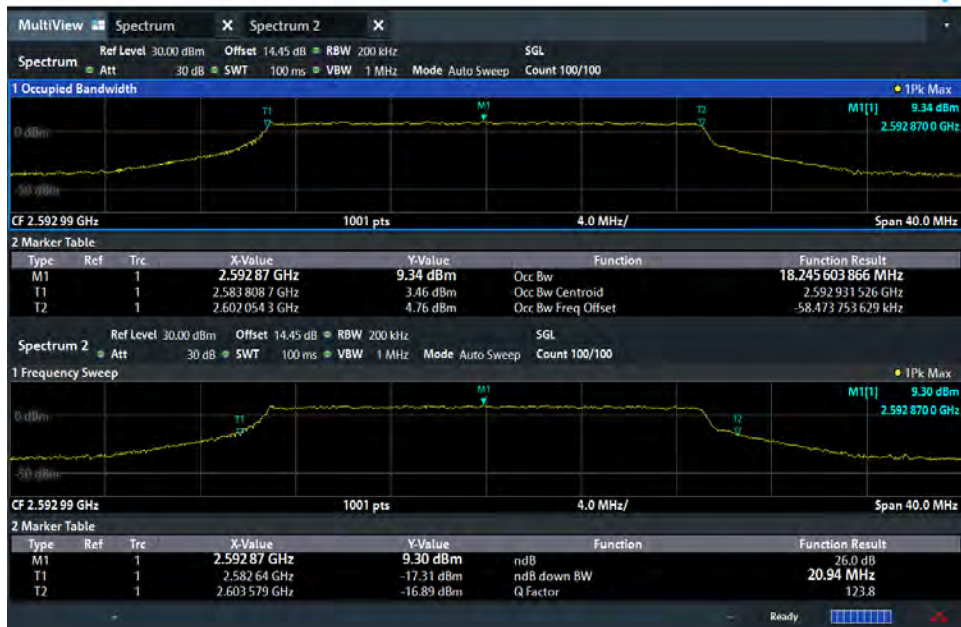 MultiView Spectrum X Spectrum 2 X
Ref Level 30.00 dBm Offset 14.45 dB RBW 200 kHz SGL
Spectrum Att 30 dB SWT 100 ms VBW 1 MHz Mode Auto Sweep Count 100/100
1 Occupied Bandwidth 1Pk Max
T1 M1 T2 M1[1] 9.34 dBm
0 dBm 2.592 870 0 GHz
-50 dBm
CF 2.592 99 GHz 1001 pts 4.0 MHz/ Span 40.0 MHz
2 Marker Table
Type Ref Trc X-Value Y-Value Function Function Result
M1 1 2.592 87 GHz 9.34 dBm Occ Bw 18.245 603 866 MHz
T1 1 2.583 808 7 GHz 3.46 dBm Occ Bw Centroid 2.592 931 526 GHz
T2 1 2.602 054 3 GHz 4.76 dBm Occ Bw Freq Offset -58.473 753 629 kHz
Ref Level 30.00 dBm Offset 14.45 dB RBW 200 kHz SGL
Spectrum 2 Att 30 dB SWT 100 ms VBW 1 MHz Mode Auto Sweep Count 100/100
1 Frequency Sweep 1Pk Max
M1 M1[1] 9.30 dBm
0 dBm T1 T2 2.592 870 0 GHz
-50 dBm
CF 2.592 99 GHz 1001 pts 4.0 MHz/ Span 40.0 MHz
2 Marker Table
Type Ref Trc X-Value Y-Value Function Function Result
M1 1 2.592 87 GHz 9.30 dBm ndB 26.0 dB
T1 1 2.582 64 GHz -17.31 dBm ndB down BW 20.94 MHz
T2 1 2.603 579 GHz -16.89 dBm Q Factor 123.8
Ready